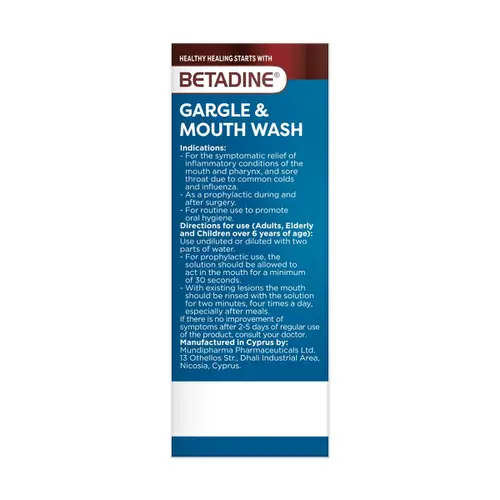 HEALTHY HEALING STARTS WITH
BETADINE®
GARGLE &
MOUTH WASH
Indications:
- For the symptomatic relief of
inflammatory conditions of the
mouth and pharynx, and sore
throat due to common colds
and influenza.
- As a prophylactic during and
after surgery.
- For routine use to promote
oral hygiene.
Directions for use (Adults, Elderly
and Children over 6 years of age):
Use undiluted or diluted with two
parts of water.
- For prophylactic use, the
solution should be allowed to
act in the mouth for a minimum
of 30 seconds.
- With existing lesions the mouth
should be rinsed with the solution
for two minutes, four times a day,
especially after meals.
If there is no improvement of
symptoms after 2-5 days of regular use
of the product, consult your doctor.
Manufactured in Cyprus by:
Mundipharma Pharmaceuticals Ltd.
13 Othellos Str., Dhali Industrial Area,
Nicosia, Cyprus.